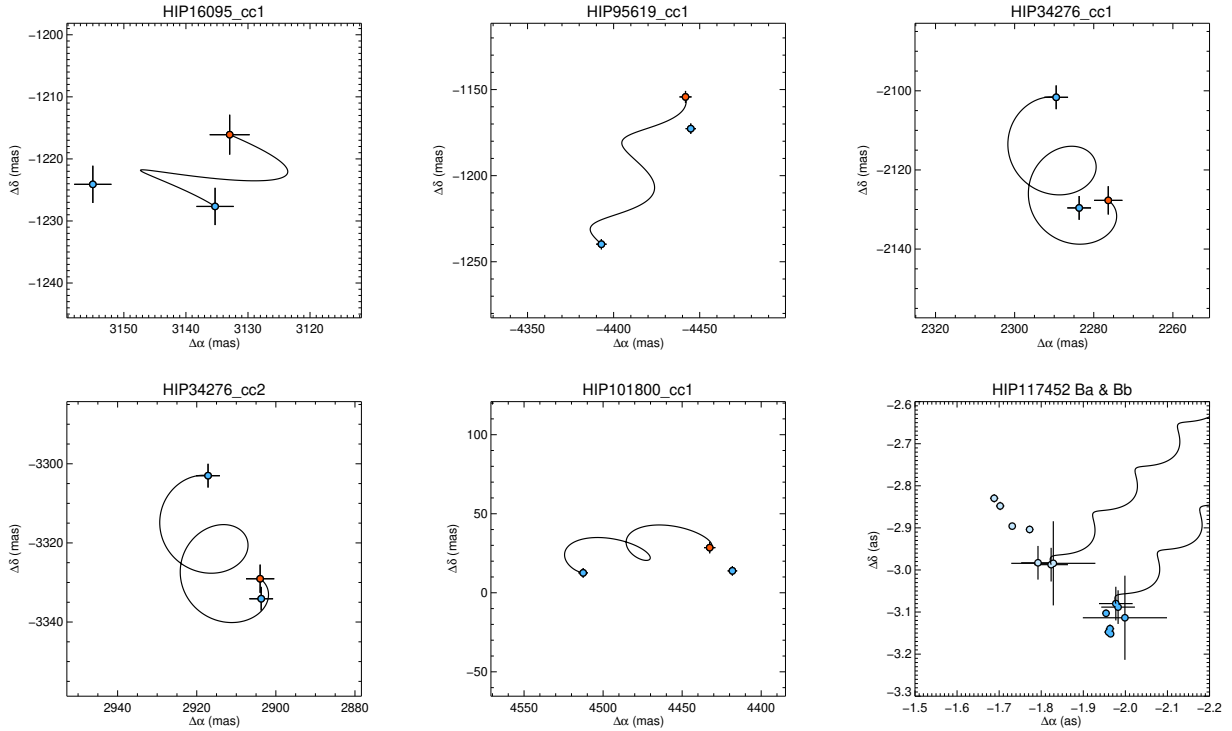 HIP16095_cc1
−1200
−1210
−1220
−1230
−1240
Δδ (mas)
3150 3140 3130 3120
Δα (mas)
HIP95619_cc1
−1150
−1200
−1250
Δδ (mas)
−4350 −4400 −4450
Δα (mas)
HIP34276_cc1
−2100
−2120
−2140
Δδ (mas)
2320 2300 2280 2260
Δα (mas)
HIP34276_cc2
−3300
−3320
−3340
Δδ (mas)
2940 2920 2900 2880
Δα (mas)
HIP101800_cc1
100
50
0
−50
Δδ (mas)
4550 4500 4450 4400
Δα (mas)
HIP117452 Ba & Bb
−2.6
−2.7
−2.8
−2.9
−3.0
−3.1
−3.2
−3.3
Δδ (as)
−1.5 −1.6 −1.7 −1.8 −1.9 −2.0 −2.1 −2.2
Δα (as)